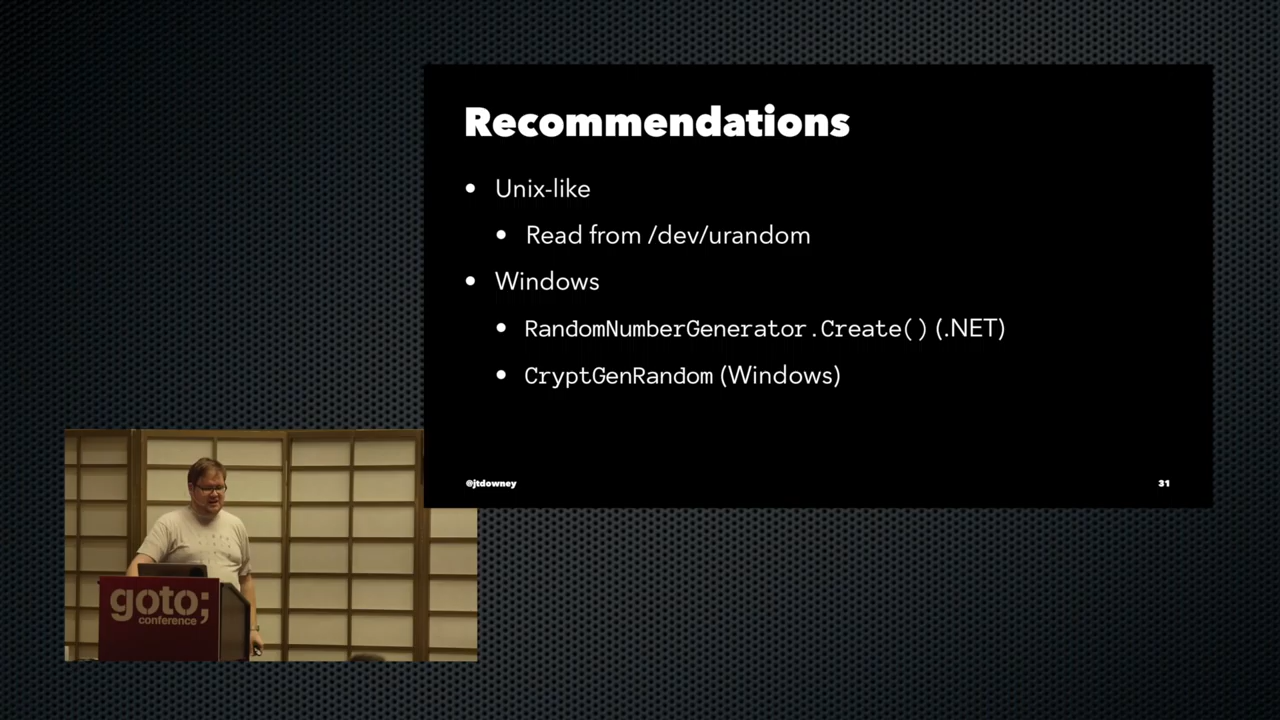 Recommendations
• Unix-like
• Read from /dev/urandom
• Windows
• RandomNumberGenerator.Create() (.NET)
• CryptGenRandom (Windows)
@jtdowney
31
goto;
conference